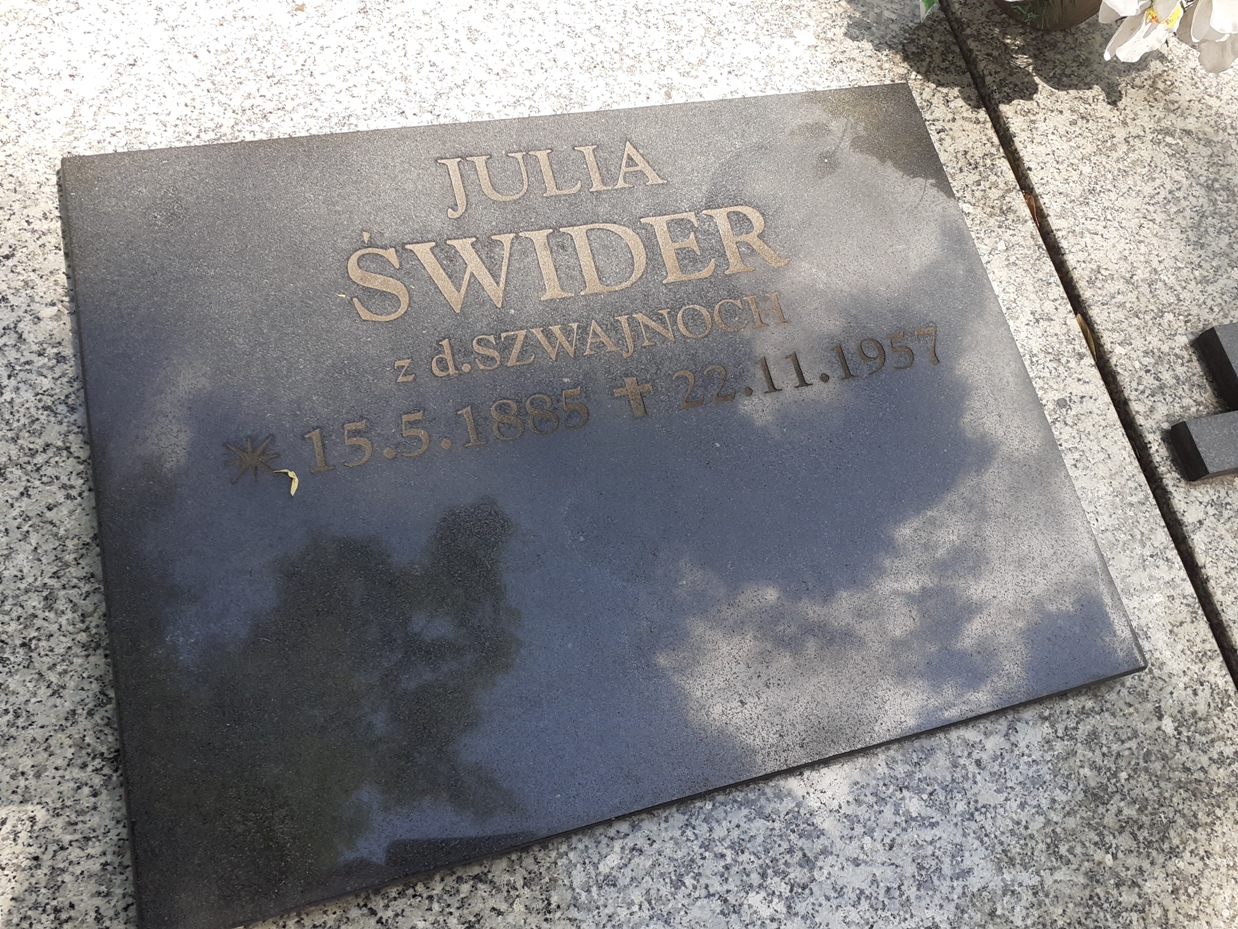 JULIA
ŚWIDER
z d.SZWAJNOCH
* 15.5.1885 ✝ 22.11.1957